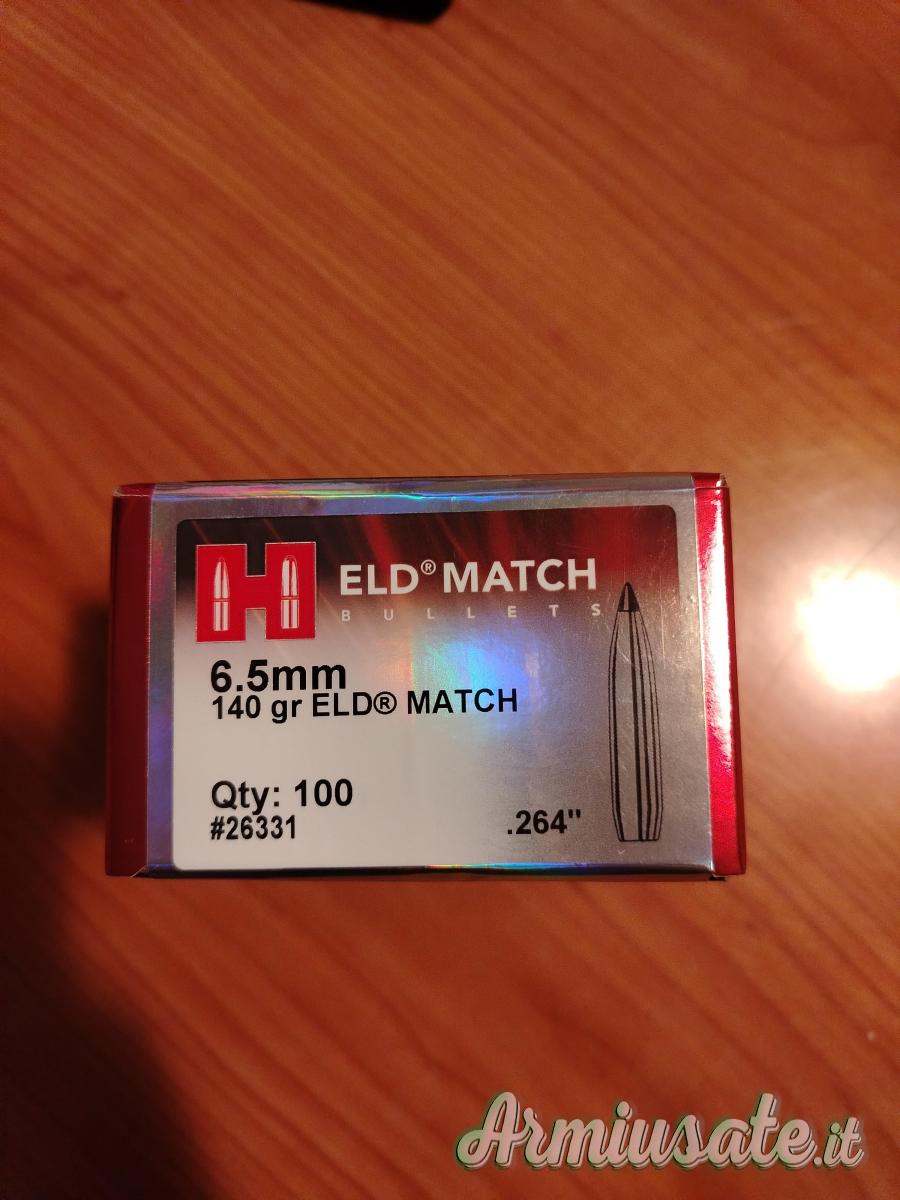 H
ELD® MATCH
BULLETS
6.5mm
140 gr ELD® MATCH
Qty: 100
#26331
.264"
Armiusate.it